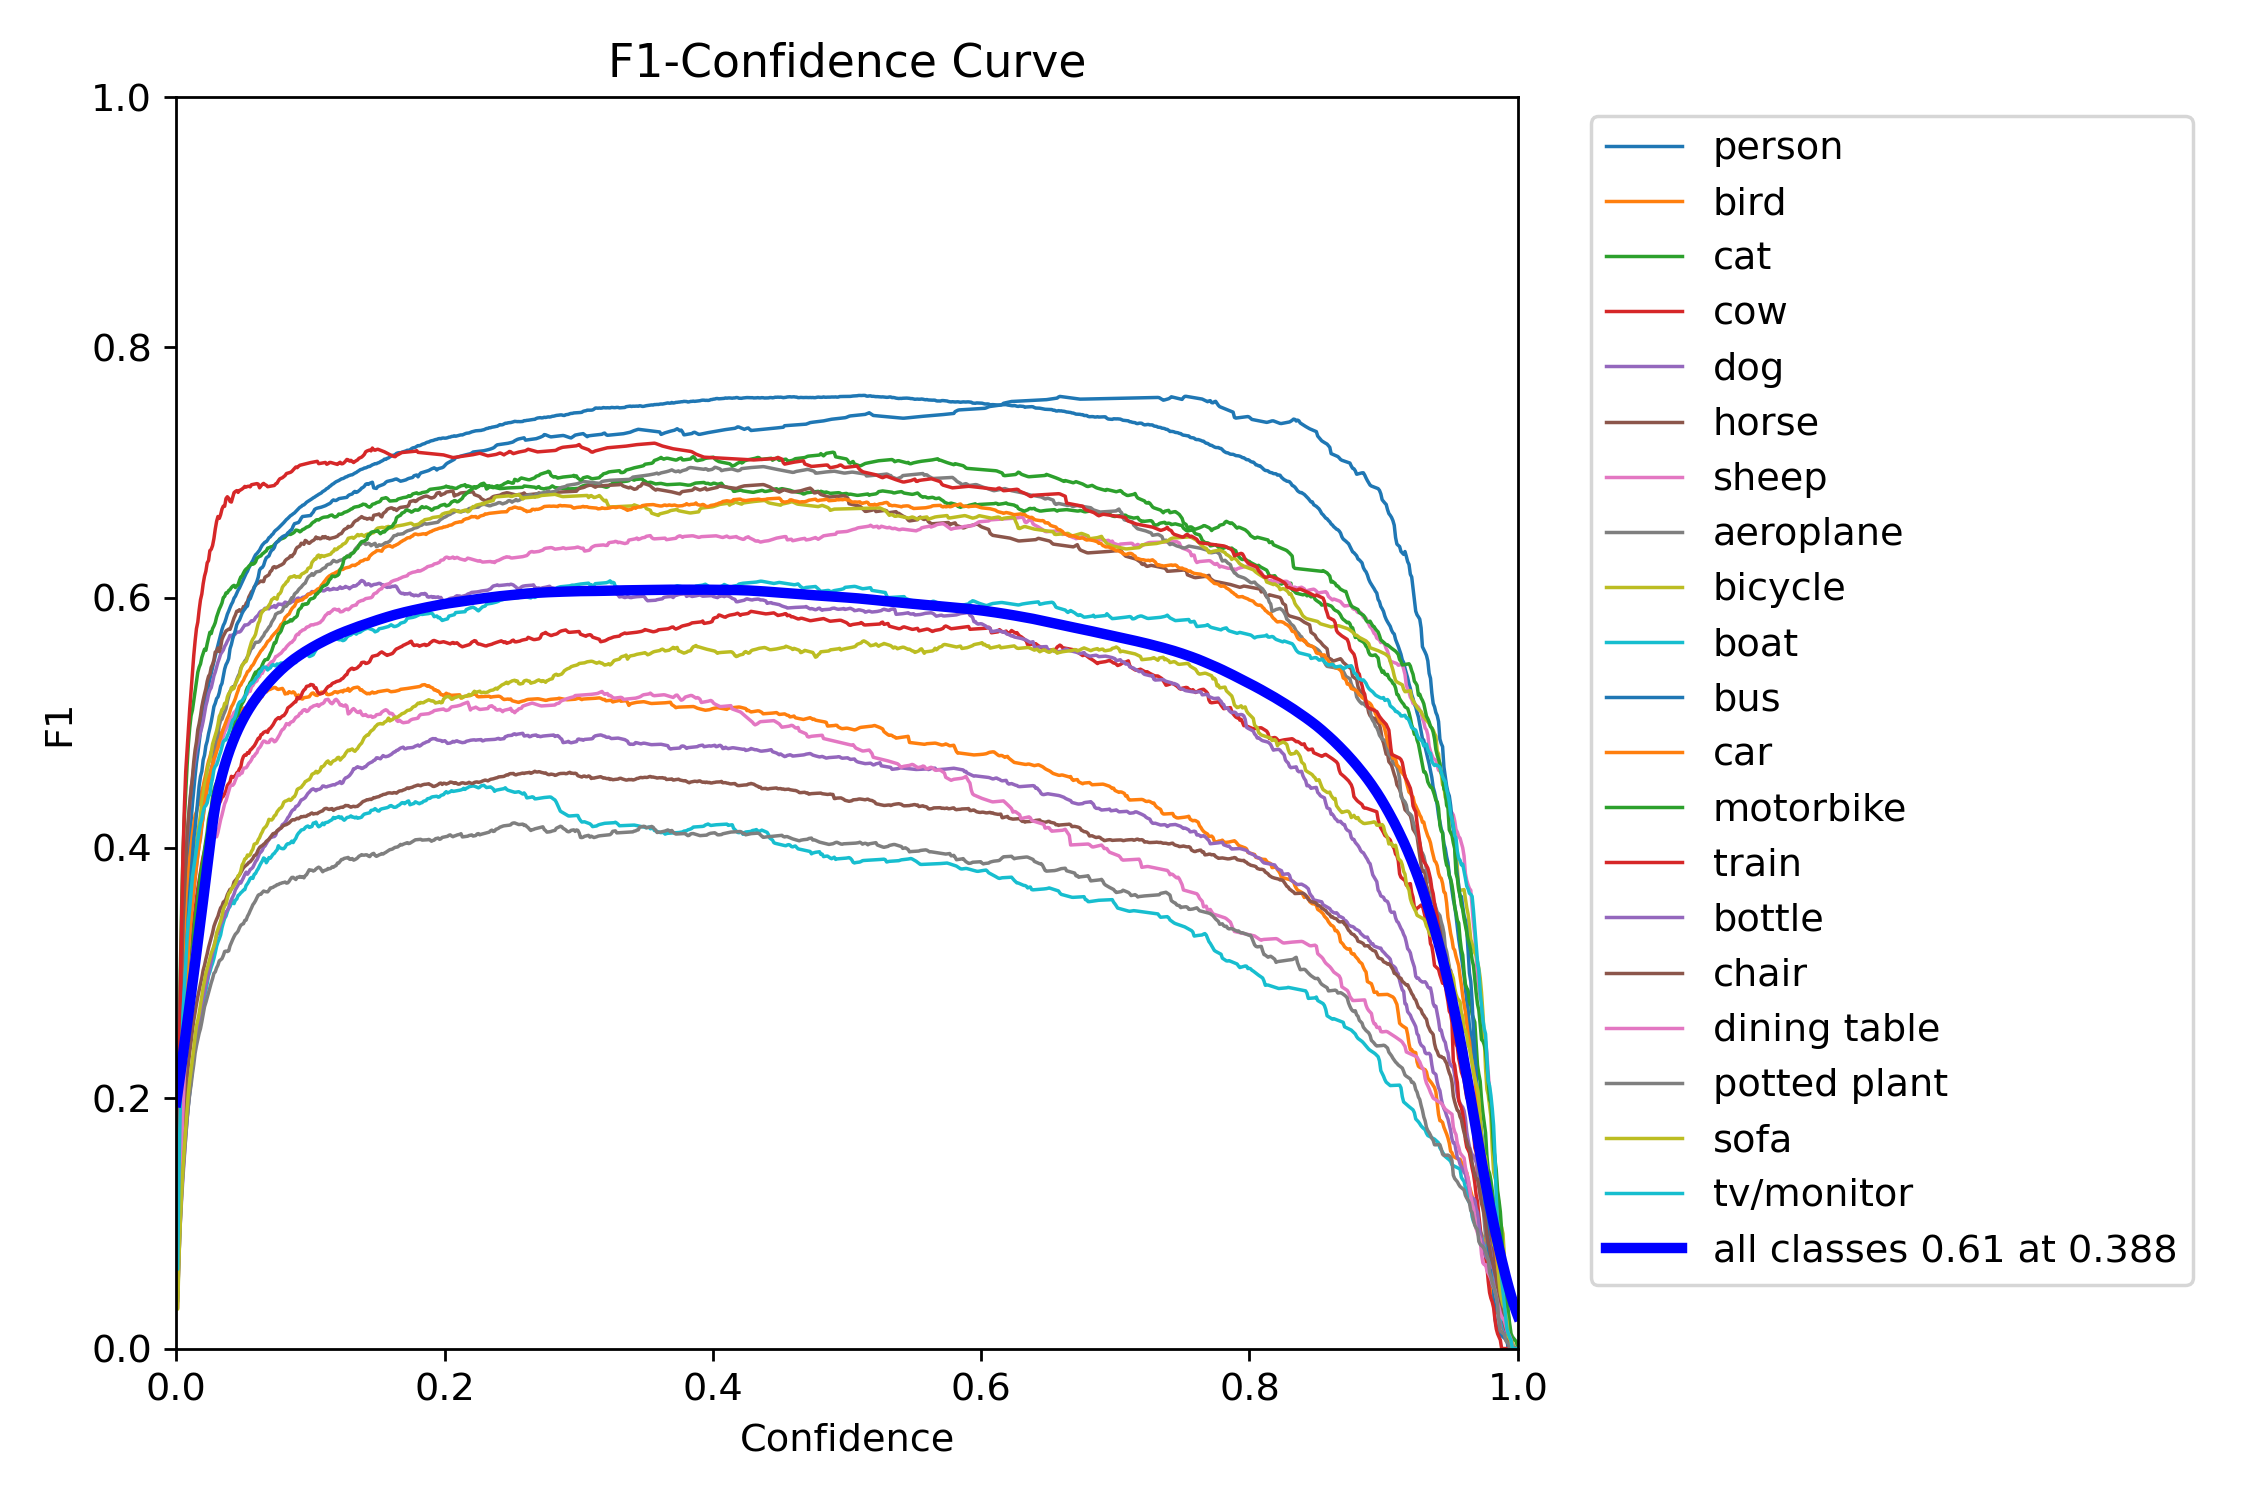 F1-Confidence Curve
1.0
0.8
0.6
0.4
0.2
0.0
F1
0.0 0.2 0.4 0.6 0.8 1.0
Confidence
person
bird
cat
cow
dog
horse
sheep
aeroplane
bicycle
boat
bus
car
motorbike
train
bottle
chair
dining table
potted plant
sofa
tv/monitor
all classes 0.61 at 0.388